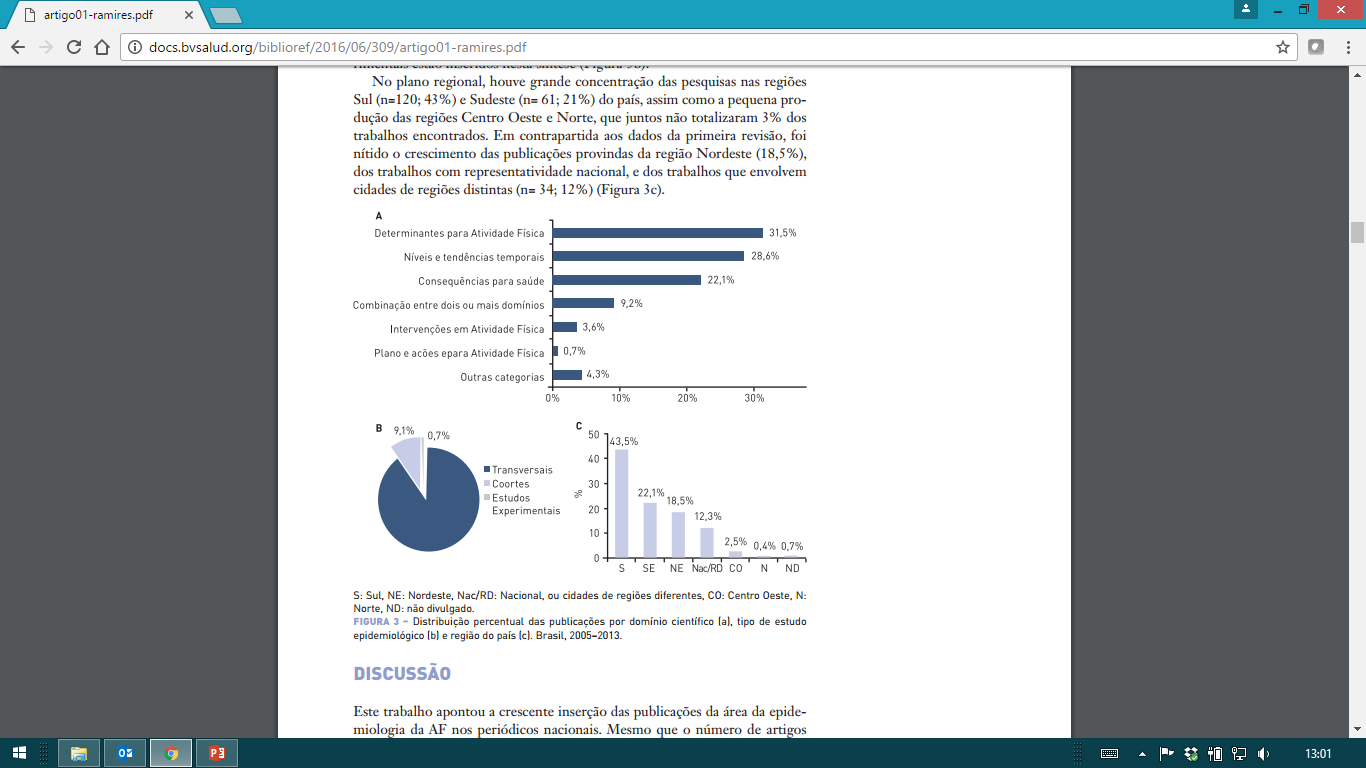 artigo01-ramires.pdf
docs.bvsalud.org/biblioref/2016/06/309/artigo01-ramires.pdf
rimentais estão inseridos nesta síntese (Figura 3b).
No plano regional, houve grande concentração das pesquisas nas regiões
Sul (n=120; 43%) e Sudeste (n= 61; 21%) do país, assim como a pequena pro-
dução das regiões Centro Oeste e Norte, que juntos não totalizaram 3% dos
trabalhos encontrados. Em contrapartida aos dados da primeira revisão, foi
nítido o crescimento das publicações provindas da região Nordeste (18,5%),
dos trabalhos com representatividade nacional, e dos trabalhos que envolvem
cidades de regiões distintas (n= 34; 12%) (Figura 3c).
A
Determinantes para Atividade Física 31,5%
Níveis e tendências temporais 28,6%
Consequências para saúde 22,1%
Combinação entre dois ou mais domínios 9,2%
Intervenções em Atividade Física 3,6%
Plano e acões epara Atividade Física 0,7%
Outras categorias 4,3%
0% 10% 20% 30%
B
9,1% 0,7%
Transversais
Coortes
Estudos
Experimentais
C
50
40
30
20
10
0
%
43,5% 22,1% 18,5% 12,3% 2,5% 0,4% 0,7%
S SE NE Nac/RD CO N ND
S: Sul, NE: Nordeste, Nac/RD: Nacional, ou cidades de regiões diferentes, CO: Centro Oeste, N:
Norte, ND: não divulgado.
FIGURA 3 – Distribuição percentual das publicações por domínio científico (a), tipo de estudo
epidemiológico (b) e região do país (c). Brasil, 2005–2013.
DISCUSSÃO
Este trabalho apontou a crescente inserção das publicações da área da epide-
miologia da AF nos periódicos nacionais. Mesmo que o número de artigos
13:01